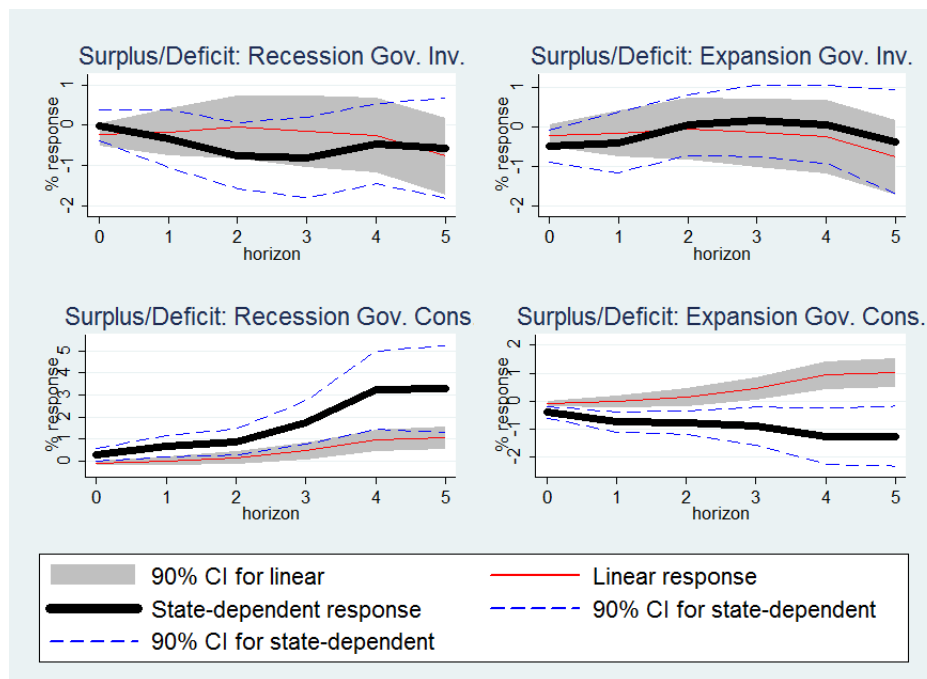 Surplus/Deficit: Recession Gov. Inv.
% response
1
0
-1
-2
0 1 2 3 4 5
horizon
Surplus/Deficit: Expansion Gov. Inv.
% response
1
0
-1
-2
0 1 2 3 4 5
horizon
Surplus/Deficit: Recession Gov. Cons
% response
5
4
3
2
1
0
0 1 2 3 4 5
horizon
Surplus/Deficit: Expansion Gov. Cons.
% response
2
1
0
-1
-2
0 1 2 3 4 5
horizon
90% CI for linear
Linear response
State-dependent response
90% CI for state-dependent
90% CI for state-dependent